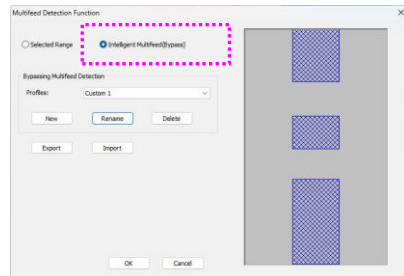 Multifeed Detection Function
Selected Range
Intelligent Multifeed(Bypass)
Bypassing Multifeed Detection
Profiles: Custom 1
New Rename Delete
Export Import
OK Cancel